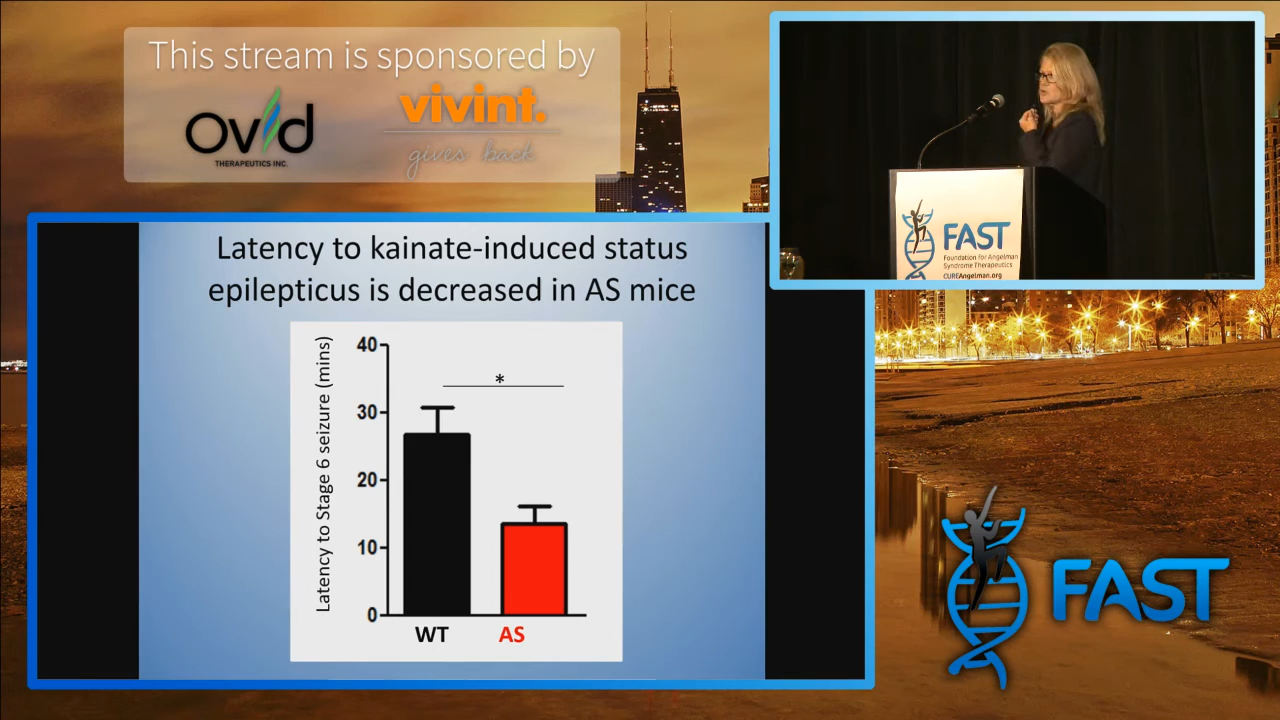 This stream is sponsored by
ovid
THERAPEUTICS INC.
vivint.
gives back
FAST
Foundation for Angelman
Syndrome Therapeutics
CUREAngelman.org
Latency to kainate-induced status
epilepticus is decreased in AS mice
Latency to Stage 6 seizure (mins)
40
30
20
10
0
*
WT
AS
FAST